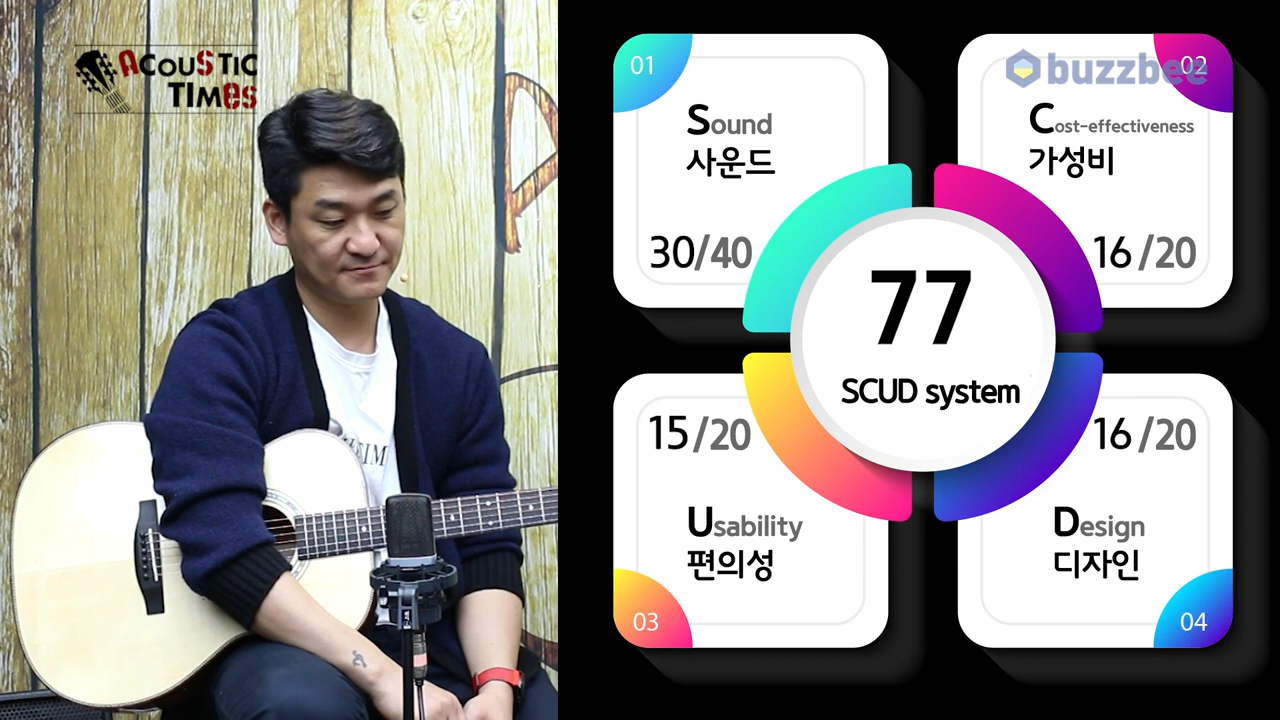 Acoustic
Times
buzzbee
01
Sound
사운드
30/40
02
Cost-effectiveness
가성비
16/20
77
SCUD system
15/20
Usability
편의성
03
16/20
Design
디자인
04